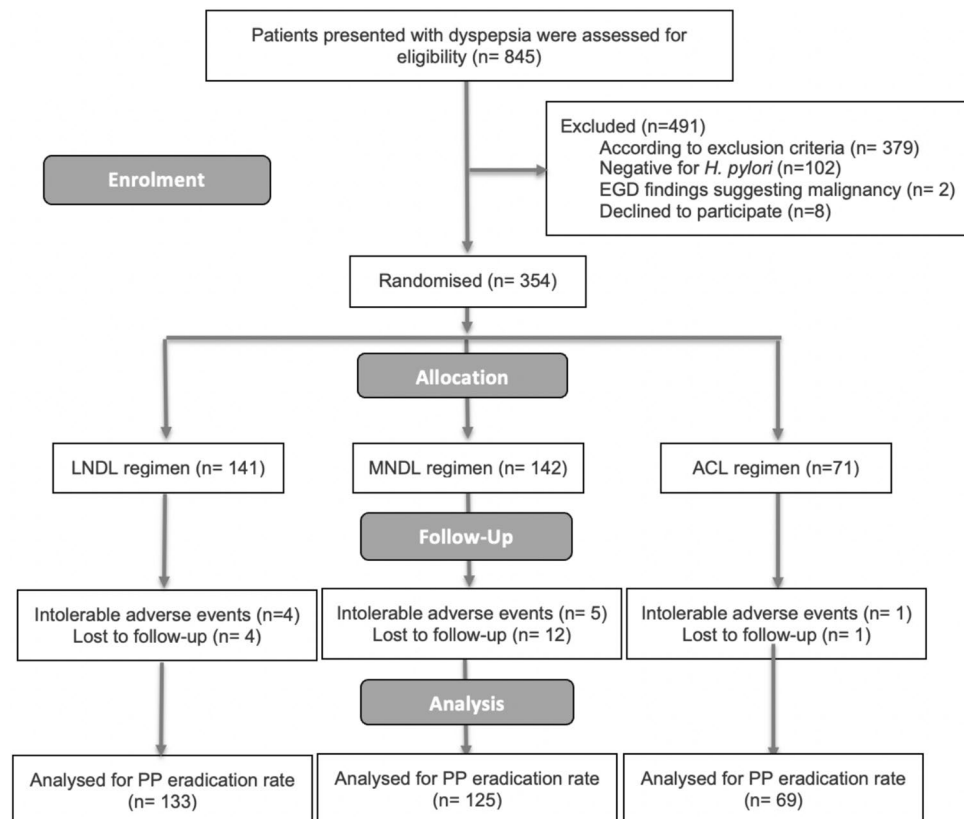 Patients presented with dyspepsia were assessed for
eligibility (n= 845)
Excluded (n=491)
According to exclusion criteria (n= 379)
Negative for H. pylori (n=102)
EGD findings suggesting malignancy (n= 2)
Declined to participate (n=8)
Enrolment
Randomised (n= 354)
Allocation
LNDL regimen (n= 141)
MNDL regimen (n= 142)
ACL regimen (n=71)
Follow-Up
Intolerable adverse events (n=4)
Lost to follow-up (n= 4)
Intolerable adverse events (n= 5)
Lost to follow-up (n= 12)
Intolerable adverse events (n= 1)
Lost to follow-up (n= 1)
Analysis
Analysed for PP eradication rate
(n= 133)
Analysed for PP eradication rate
(n= 125)
Analysed for PP eradication rate
(n= 69)